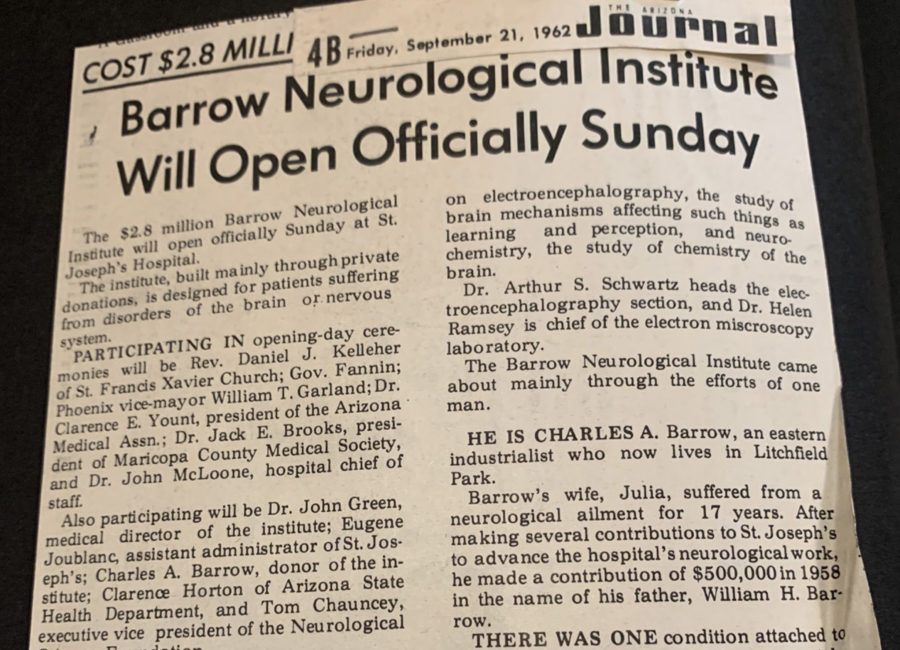 A classroom and a library
COST $2.8 MILLI
4B Friday, September 21, 1962
THE ARIZONA
Journal
Barrow Neurological Institute
Will Open Officially Sunday
The $2.8 million Barrow Neurological
Institute will open officially Sunday at St.
Joseph's Hospital.
The institute, built mainly through private
donations, is designed for patients suffering
from disorders of the brain or nervous
system.
PARTICIPATING IN opening-day cere-
monies will be Rev. Daniel J. Kelleher
of St. Francis Xavier Church; Gov. Fannin;
Phoenix vice-mayor William T. Garland; Dr.
Clarence E. Yount, president of the Arizona
Medical Assn.; Dr. Jack E. Brooks, presi-
dent of Maricopa County Medical Society,
and Dr. John McLoone, hospital chief of
staff.
Also participating will be Dr. John Green,
medical director of the institute; Eugene
Joublanc, assistant administrator of St. Jos-
eph's; Charles A. Barrow, donor of the in-
stitute; Clarence Horton of Arizona State
Health Department, and Tom Chauncey,
executive vice president of the Neurological
on electroencephalography, the study of
brain mechanisms affecting such things as
learning and perception, and neuro-
chemistry, the study of chemistry of the
brain.
Dr. Arthur S. Schwartz heads the elec-
troencephalography section, and Dr. Helen
Ramsey is chief of the electron miscroscopy
laboratory.
The Barrow Neurological Institute came
about mainly through the efforts of one
man.
HE IS CHARLES A. Barrow, an eastern
industrialist who now lives in Litchfield
Park.
Barrow's wife, Julia, suffered from a
neurological ailment for 17 years. After
making several contributions to St. Joseph's
to advance the hospital's neurological work,
he made a contribution of $500,000 in 1958
in the name of his father, William H. Bar-
row.
THERE WAS ONE condition attached to